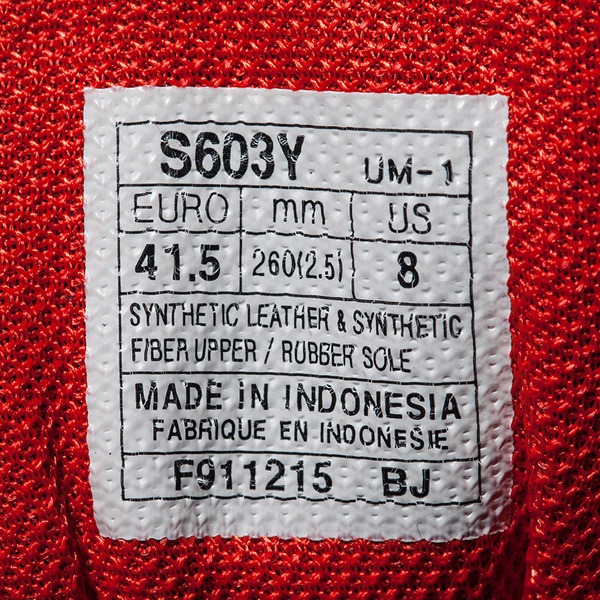 S603Y UM-1
EURO mm US
41.5 260(2.5) 8
SYNTHETIC LEATHER & SYNTHETIC
FIBER UPPER / RUBBER SOLE
MADE IN INDONESIA
FABRIQUE EN INDONESIE
F911215 BJ